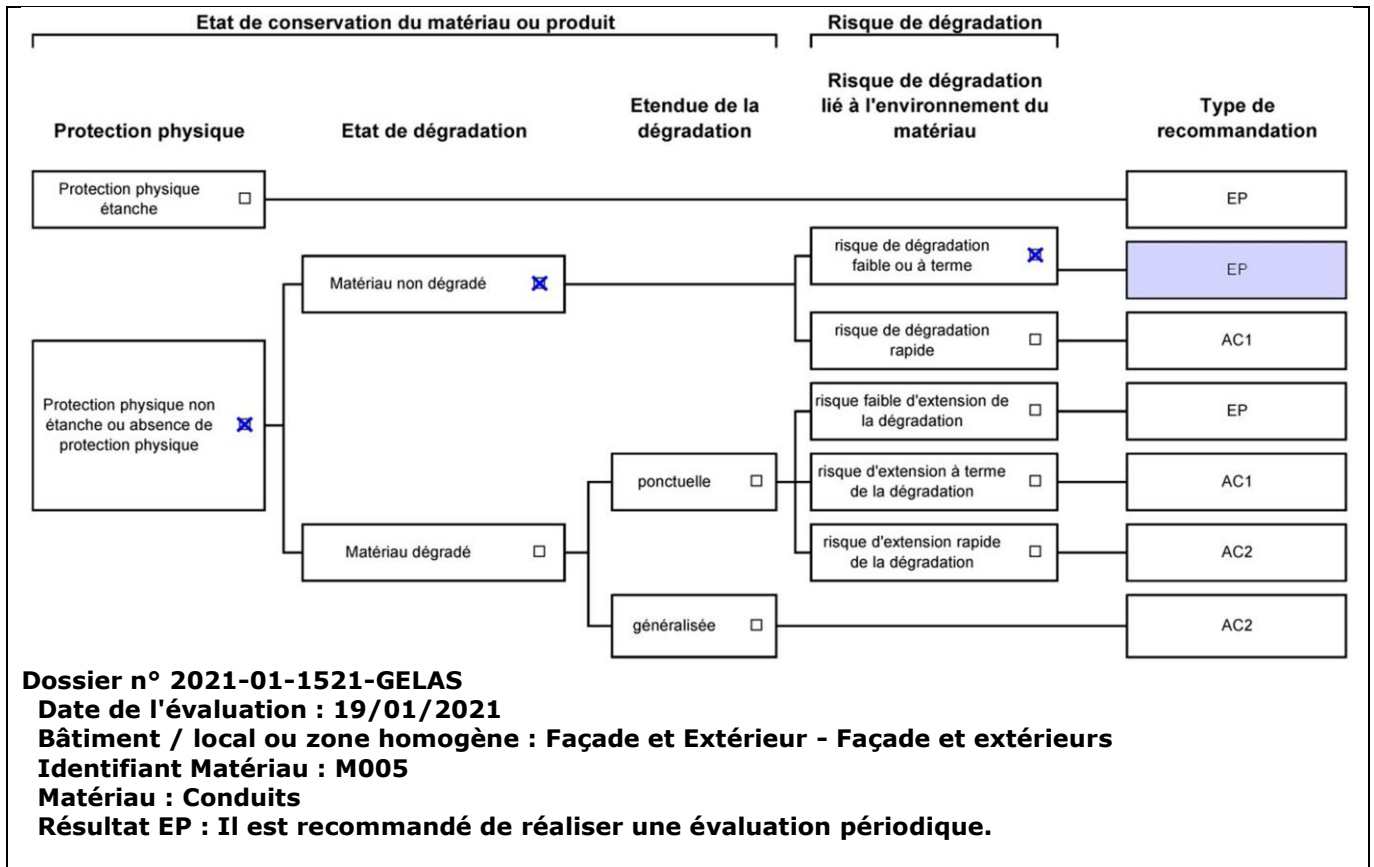 Etat de conservation du matériau ou produit
Risque de dégradation
Protection physique
Etat de dégradation
Etendue de la
dégradation
Risque de dégradation
lié à l'environnement du
matériau
Type de
recommandation
Protection physique
étanche
EP
risque de dégradation
faible ou à terme
EP
Matériau non dégradé
risque de dégradation
rapide
AC1
Protection physique non
étanche ou absence de
protection physique
risque faible d'extension de
la dégradation
EP
ponctuelle
risque d'extension à terme
de la dégradation
AC1
Matériau dégradé
risque d'extension rapide
de la dégradation
AC2
généralisée
AC2
Dossier n° 2021-01-1521-GELAS
Date de l'évaluation : 19/01/2021
Bâtiment / local ou zone homogène : Façade et Extérieur - Façade et extérieurs
Identifiant Matériau : M005
Matériau : Conduits
Résultat EP : Il est recommandé de réaliser une évaluation périodique.